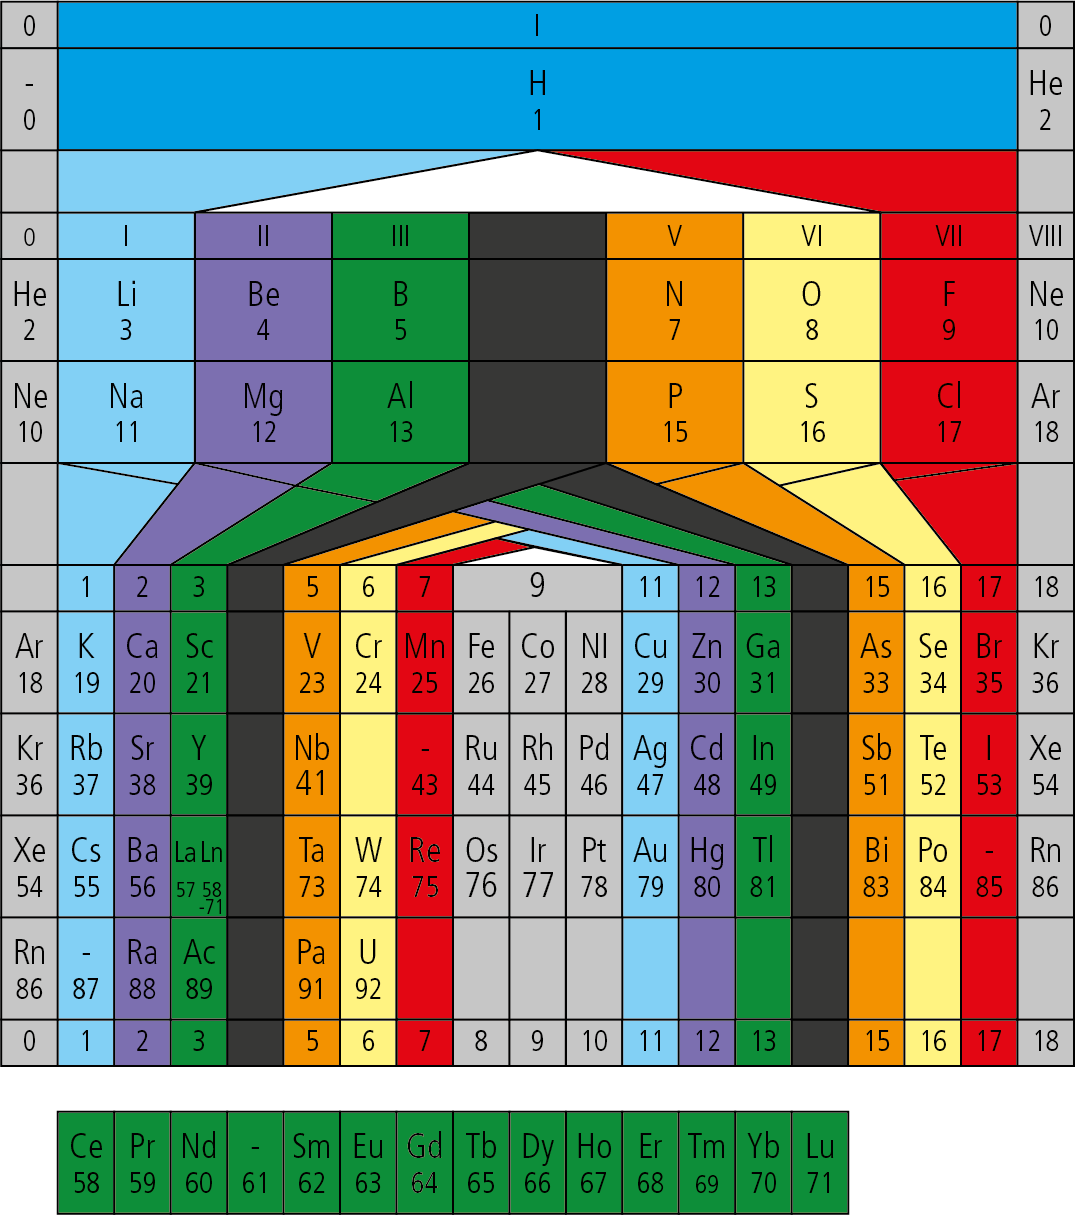 0 I 0
- H He
0 1 2
0 I II III V VI VII VIII
He Li Be B N O F Ne
2 3 4 5 7 8 9 10
Ne Na Mg Al P S Cl Ar
10 11 12 13 15 16 17 18
1 2 3 5 6 7 9 11 12 13 15 16 17 18
Ar K Ca Sc V Cr Mn Fe Co NI Cu Zn Ga As Se Br Kr
18 19 20 21 23 24 25 26 27 28 29 30 31 33 34 35 36
Kr Rb Sr Y Nb - Ru Rh Pd Ag Cd In Sb Te I Xe
36 37 38 39 41 43 44 45 46 47 48 49 51 52 53 54
Xe Cs Ba La Ln Ta W Re Os Ir Pt Au Hg Tl Bi Po - Rn
54 55 56 57 58 73 74 75 76 77 78 79 80 81 83 84 85 86
-71
Rn - Ra Ac Pa U
86 87 88 89 91 92
0 1 2 3 5 6 7 8 9 10 11 12 13 15 16 17 18
Ce Pr Nd - Sm Eu Gd Tb Dy Ho Er Tm Yb Lu
58 59 60 61 62 63 64 65 66 67 68 69 70 71